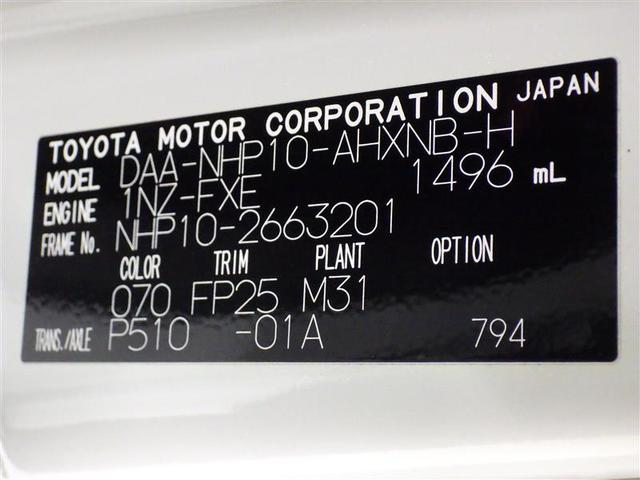 TOYOTA MOTOR CORPORATION JAPAN
MODEL DAA-NHP10-AHXNB-H
ENGINE 1NZ-FXE 1496 mL
FRAME No. NHP10-2663201
COLOR TRIM PLANT OPTION
070 FP25 M31
TRANS./AXLE P510 -01A 794